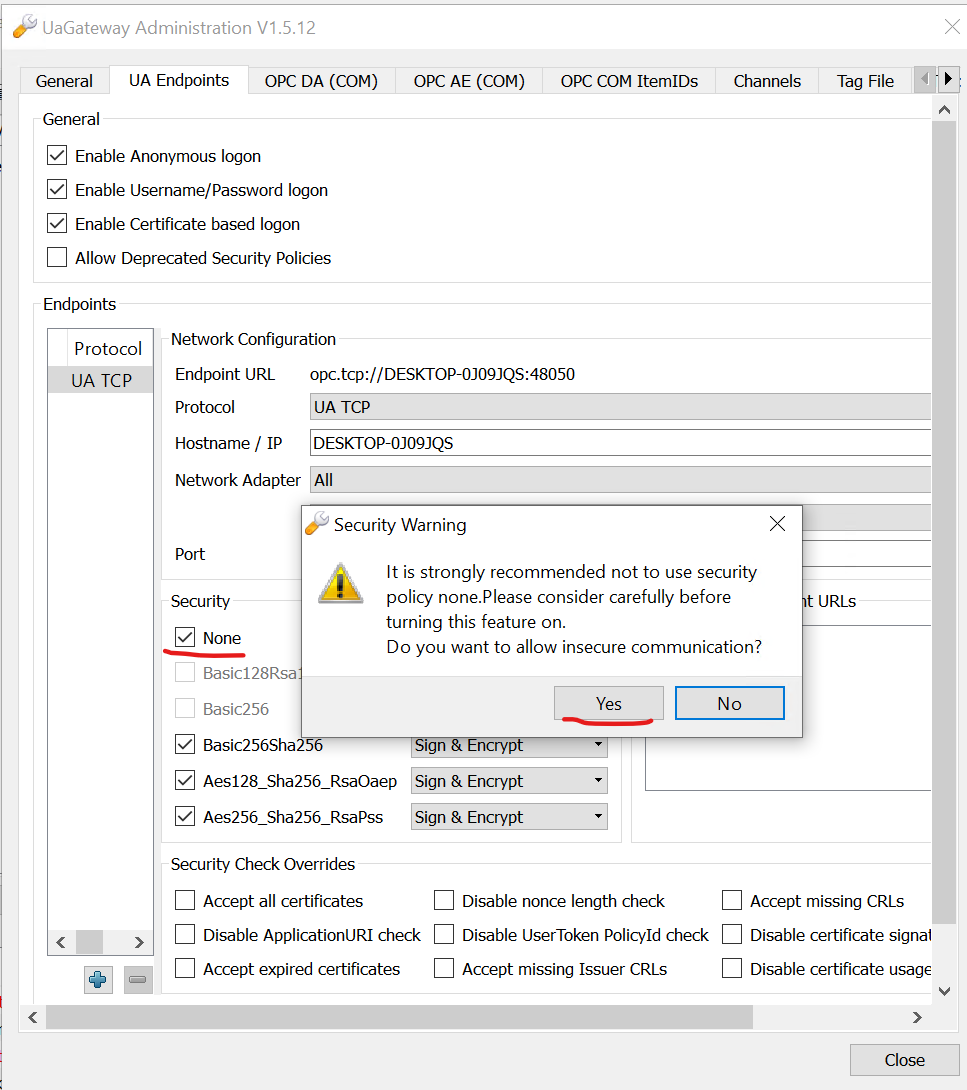 UaGateway Administration V1.5.12
General
UA Endpoints
OPC DA (COM)
OPC AE (COM)
OPC COM ItemIDs
Channels
Tag File
General
Enable Anonymous logon
Enable Username/Password logon
Enable Certificate based logon
Allow Deprecated Security Policies
Endpoints
Protocol
UA TCP
Network Configuration
Endpoint URL opc.tcp://DESKTOP-0J09JQS:48050
Protocol UA TCP
Hostname / IP DESKTOP-0J09JQS
Network Adapter All
Port
Security
None
Basic128Rsa1
Basic256
Basic256Sha256 Sign & Encrypt
Aes128_Sha256_RsaOaep Sign & Encrypt
Aes256_Sha256_RsaPss Sign & Encrypt
nt URLs
Security Warning
It is strongly recommended not to use security
policy none.Please consider carefully before
turning this feature on.
Do you want to allow insecure communication?
Yes
No
Security Check Overrides
Accept all certificates Disable nonce length check Accept missing CRLs
Disable ApplicationURI check Disable UserToken PolicyId check Disable certificate signat
Accept expired certificates Accept missing Issuer CRLs Disable certificate usage
Close